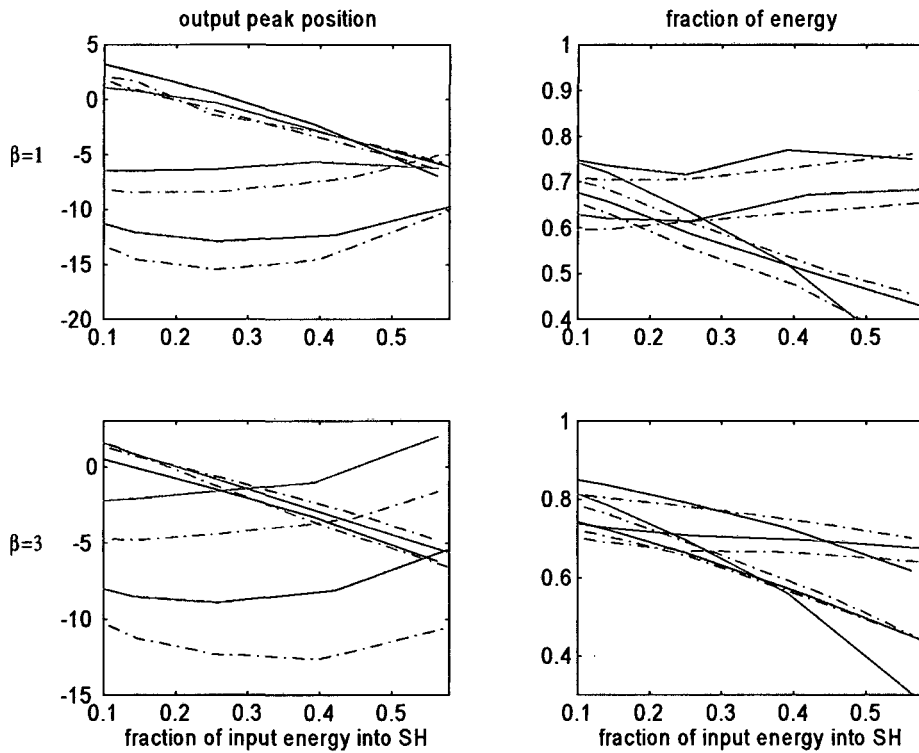 output peak position
fraction of energy
β=1
5
0
-5
-10
-15
-20
0.1 0.2 0.3 0.4 0.5
1
0.9
0.8
0.7
0.6
0.5
0.4
0.1 0.2 0.3 0.4 0.5
β=3
0
-5
-10
-15
0.1 0.2 0.3 0.4 0.5
fraction of input energy into SH
1
0.8
0.6
0.4
0.1 0.2 0.3 0.4 0.5
fraction of input energy into SH